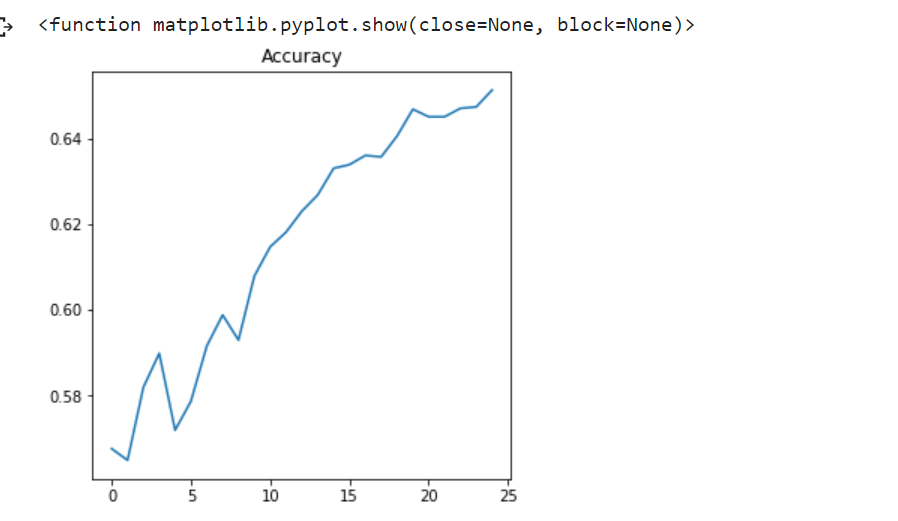 <function matplotlib.pyplot.show(close=None, block=None)>
Accuracy
0.64
0.62
0.60
0.58
0 5 10 15 20 25